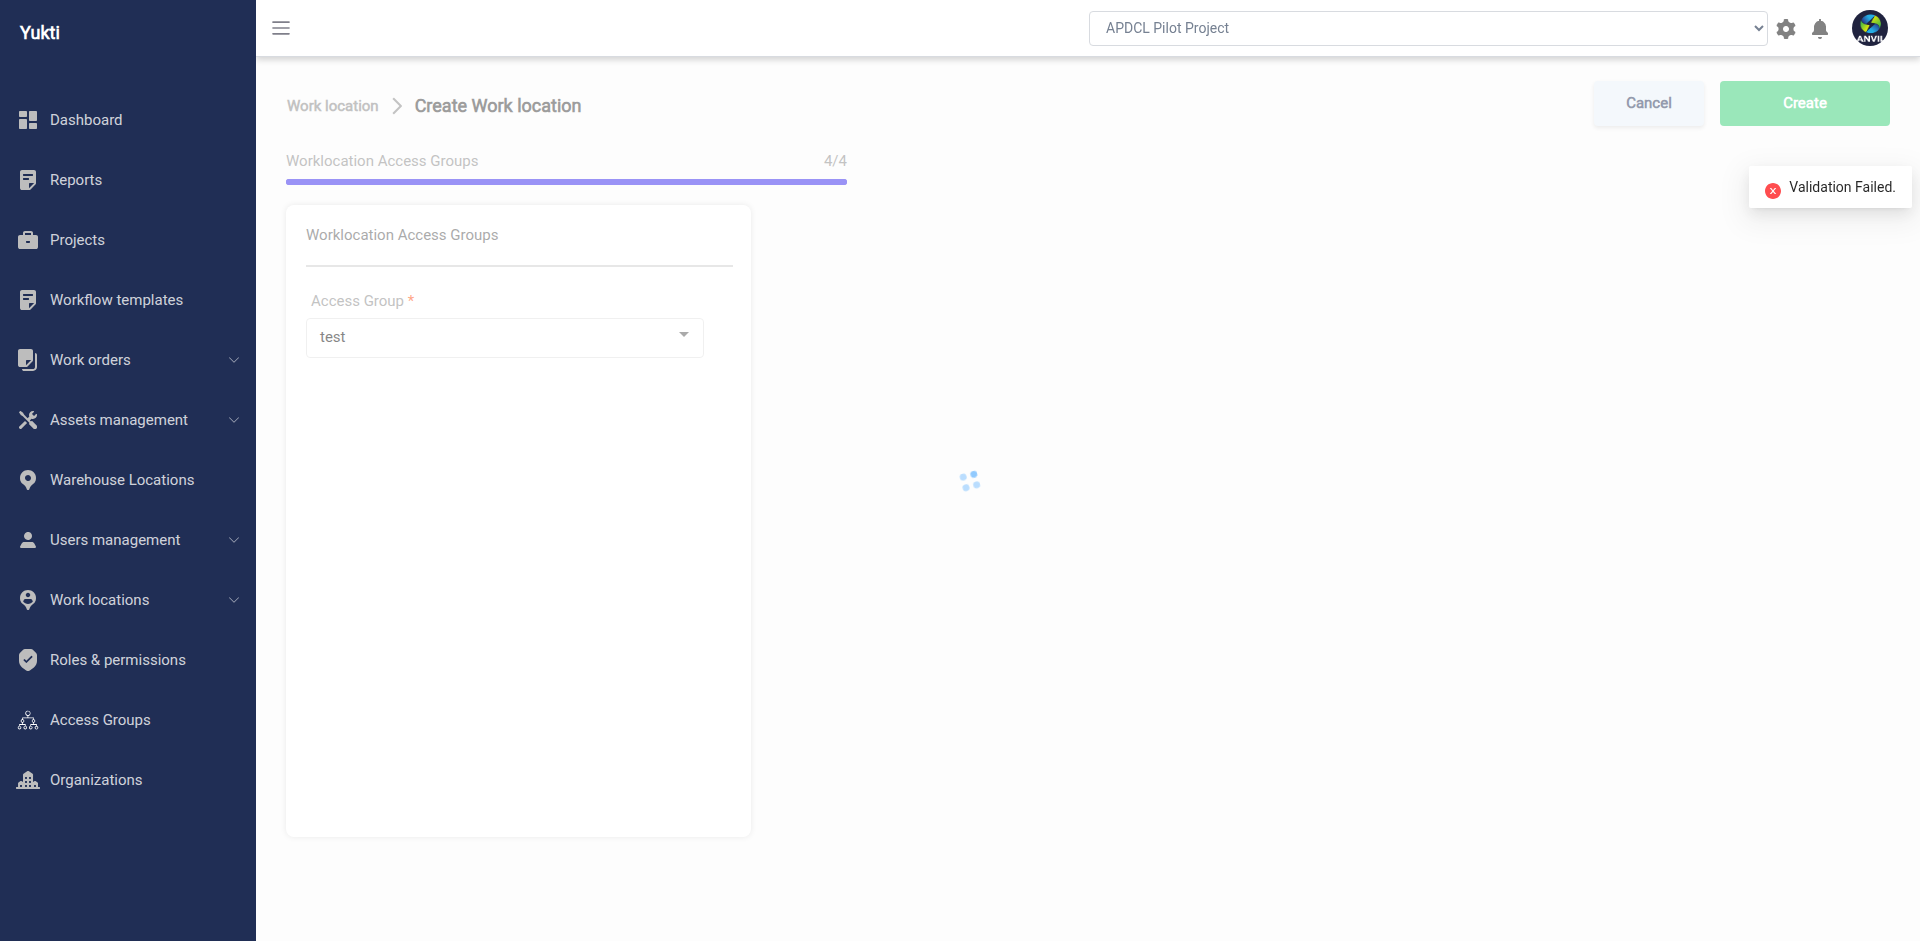 Yukti
Dashboard
Reports
Projects
Workflow templates
Work orders
Assets management
Warehouse Locations
Users management
Work locations
Roles & permissions
Access Groups
Organizations
APDCL Pilot Project
ANVIL
Work location
Create Work location
Cancel
Create
Worklocation Access Groups 4/4
Validation Failed.
Worklocation Access Groups
Access Group *
test